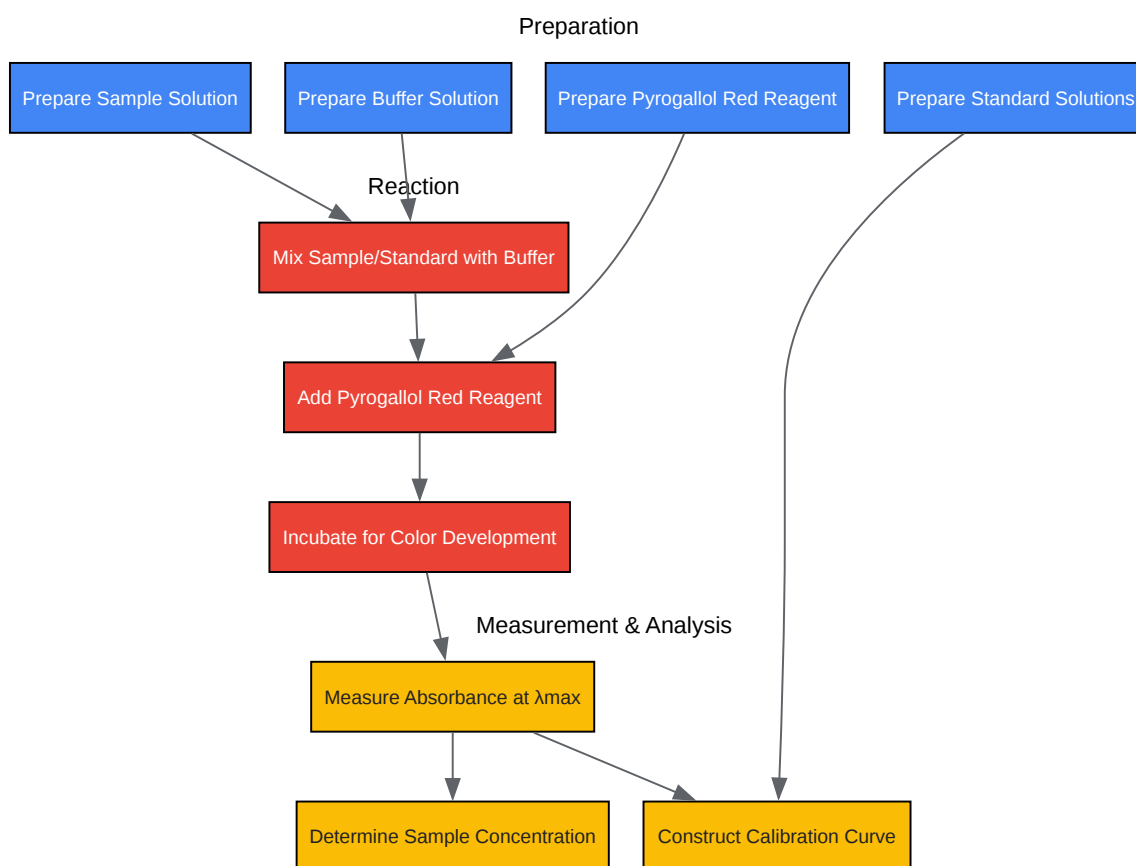 Preparation
Prepare Sample Solution
Prepare Buffer Solution
Prepare Pyrogallol Red Reagent
Prepare Standard Solutions
Reaction
Mix Sample/Standard with Buffer
Add Pyrogallol Red Reagent
Incubate for Color Development
Measurement & Analysis
Measure Absorbance at λmax
Determine Sample Concentration
Construct Calibration Curve